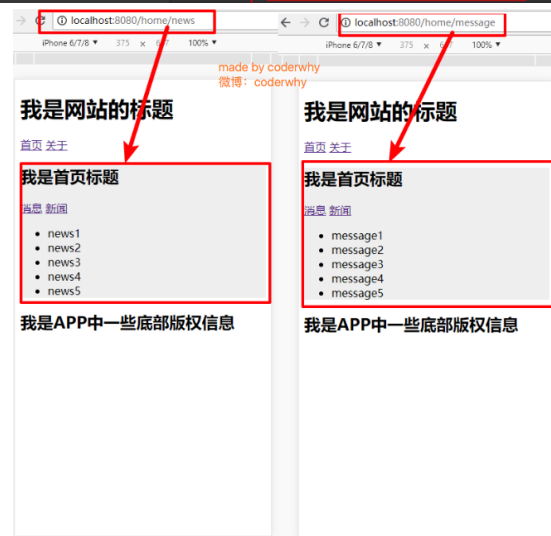 localhost:8080/home/news
iPhone 6/7/8 ▼ 375 x 100% ▼
made by coderwhy
微博：coderwhy
我是网站的标题
首页 关于
我是首页标题
消息 新闻
• news1
• news2
• news3
• news4
• news5
我是APP中一些底部版权信息
localhost:8080/home/message
iPhone 6/7/8 ▼ 375 x 100% ▼
我是网站的标题
首页 关于
我是首页标题
消息 新闻
• message1
• message2
• message3
• message4
• message5
我是APP中一些底部版权信息